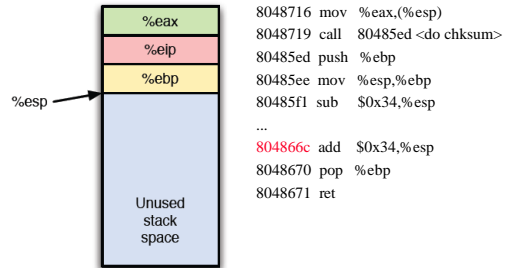 %eax
%eip
%ebp
%esp
Unused
stack
space
8048716 mov %eax,(%esp)
8048719 call 80485ed <do chksum>
80485ed push %ebp
80485ee mov %esp,%ebp
80485f1 sub $0x34,%esp
...
804866c add $0x34,%esp
8048670 pop %ebp
8048671 ret